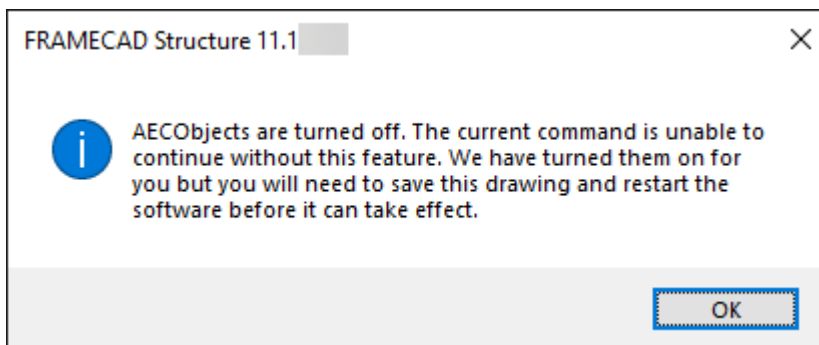 FRAMECAD Structure 11.1
AECObjects are turned off. The current command is unable to
continue without this feature. We have turned them on for
you but you will need to save this drawing and restart the
software before it can take effect.
OK